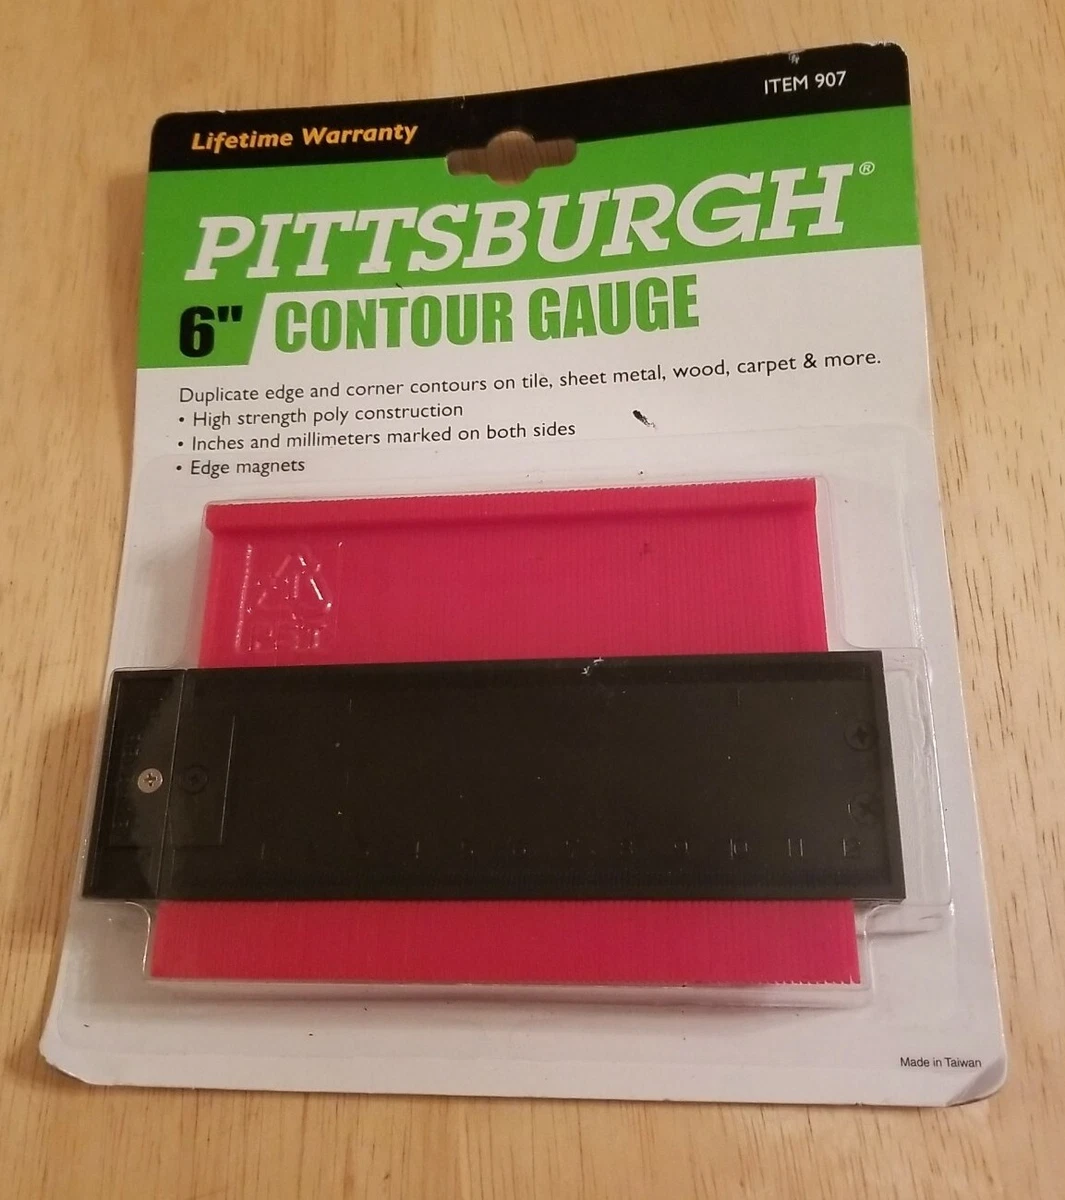 Lifetime Warranty
ITEM 907
PITTSBURGH®
6" CONTOUR GAUGE
Duplicate edge and corner contours on tile, sheet metal, wood, carpet & more.
• High strength poly construction
• Inches and millimeters marked on both sides
• Edge magnets
Made in Taiwan